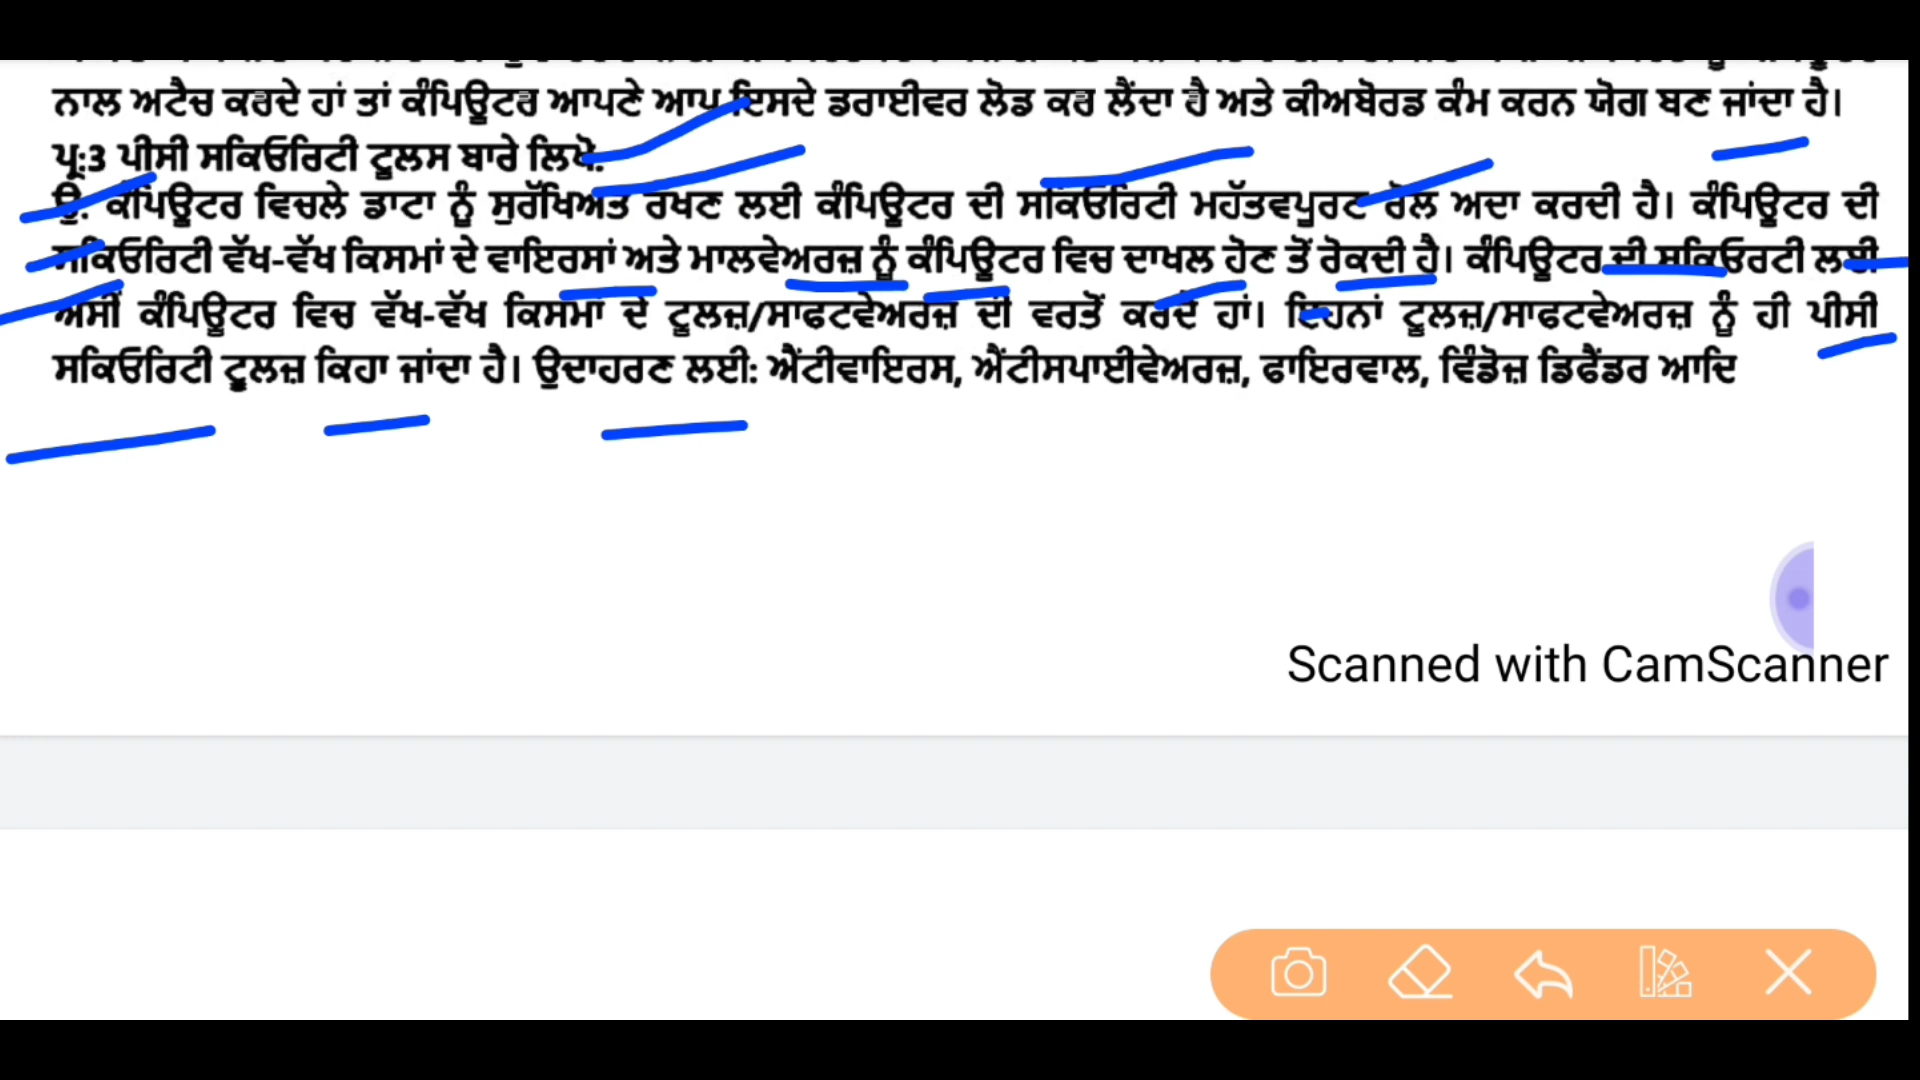 ਨਾਲ ਅਟੈਚ ਕਰਦੇ ਹਾਂ ਤਾਂ ਕੰਪਿਊਟਰ ਆਪਣੇ ਆਪ ਇਸਦੇ ਡਰਾਈਵਰ ਲੋਡ ਕਰ ਲੈਂਦਾ ਹੈ ਅਤੇ ਕੀਅਬੋਰਡ ਕੰਮ ਕਰਨ ਯੋਗ ਬਣ ਜਾਂਦਾ ਹੈ।
ਪ੍ਰ:3 ਪੀਸੀ ਸਕਿਓਰਿਟੀ ਟੂਲਸ ਬਾਰੇ ਲਿਖੋ.
ਉ. ਕੰਪਿਊਟਰ ਵਿਚਲੇ ਡਾਟਾ ਨੂੰ ਸੁਰੱਖਿਅਤ ਰੱਖਣ ਲਈ ਕੰਪਿਊਟਰ ਦੀ ਸਕਿਓਰਿਟੀ ਮਹੱਤਵਪੂਰਣ ਰੋਲ ਅਦਾ ਕਰਦੀ ਹੈ। ਕੰਪਿਊਟਰ ਦੀ
ਸਕਿਓਰਿਟੀ ਵੱਖ-ਵੱਖ ਕਿਸਮਾਂ ਦੇ ਵਾਇਰਸਾਂ ਅਤੇ ਮਾਲਵੇਅਰਜ਼ ਨੂੰ ਕੰਪਿਊਟਰ ਵਿਚ ਦਾਖਲ ਹੋਣ ਤੋਂ ਰੋਕਦੀ ਹੈ। ਕੰਪਿਊਟਰ ਦੀ ਸਕਿਓਰਟੀ ਲਈ
ਅਸੀਂ ਕੰਪਿਊਟਰ ਵਿਚ ਵੱਖ-ਵੱਖ ਕਿਸਮਾਂ ਦੇ ਟੂਲਜ਼/ਸਾਫਟਵੇਅਰਜ਼ ਦੀ ਵਰਤੋਂ ਕਰਦੇ ਹਾਂ। ਇਹਨਾਂ ਟੂਲਜ਼/ਸਾਫਟਵੇਅਰਜ਼ ਨੂੰ ਹੀ ਪੀਸੀ
ਸਕਿਓਰਿਟੀ ਟੂਲਜ਼ ਕਿਹਾ ਜਾਂਦਾ ਹੈ। ਉਦਾਹਰਣ ਲਈ: ਐਂਟੀਵਾਇਰਸ, ਐਂਟੀਸਪਾਈਵੇਅਰਜ਼, ਫਾਇਰਵਾਲ, ਵਿੰਡੋਜ਼ ਡਿਫੈਂਡਰ ਆਦਿ
Scanned with CamScanner